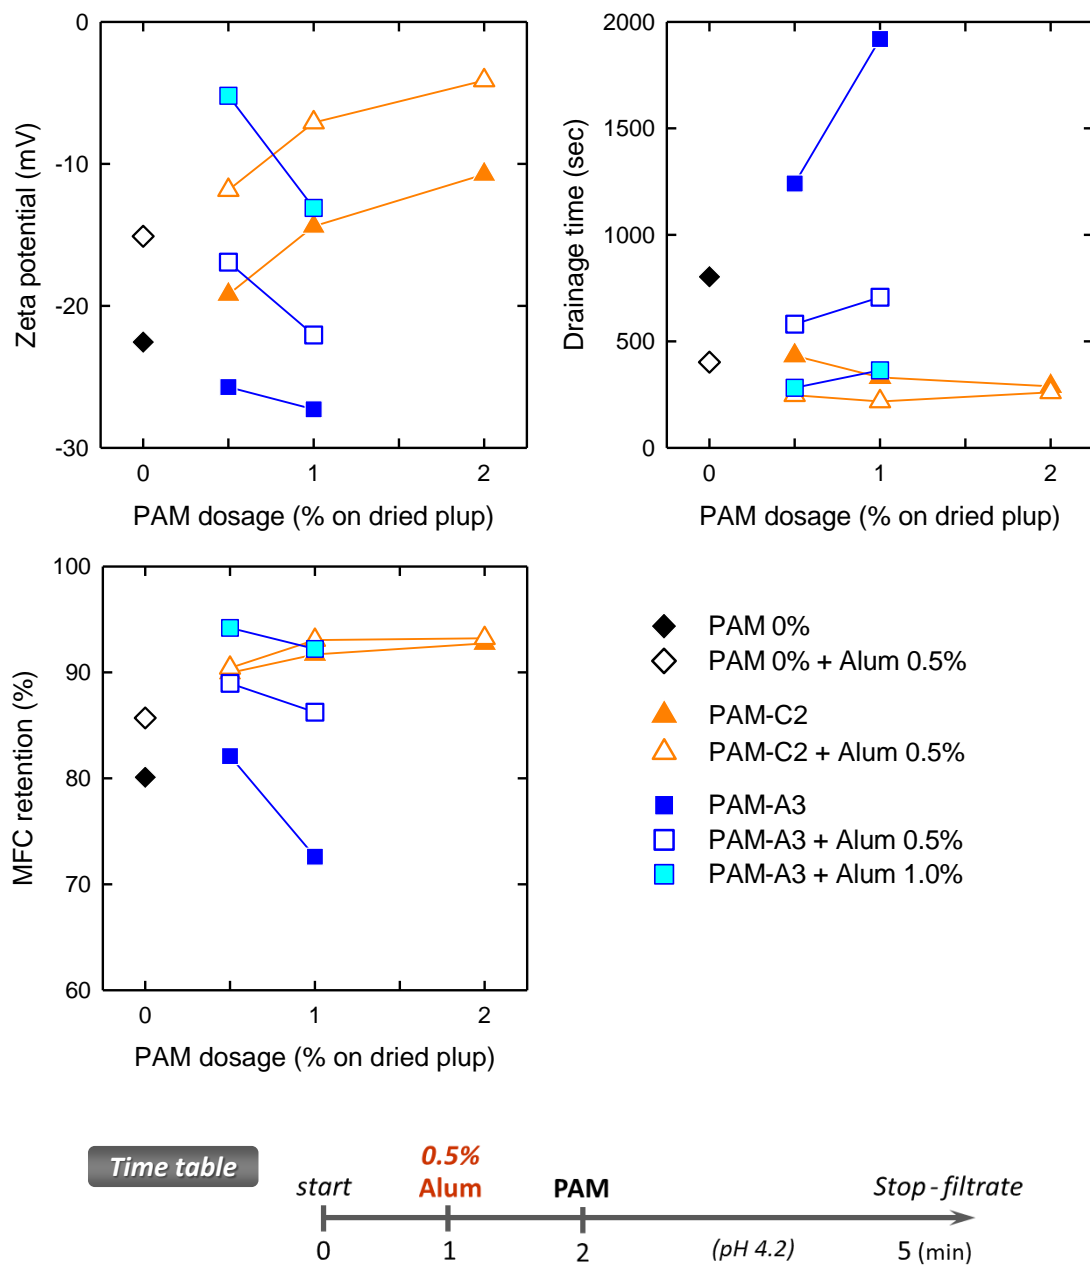 0
-10
-20
-30
Zeta potential (mV)
0 1 2
PAM dosage (% on dried plup)
2000
1500
1000
500
0
Drainage time (sec)
0 1 2
PAM dosage (% on dried plup)
100
90
80
70
60
MFC retention (%)
0 1 2
PAM dosage (% on dried plup)
PAM 0%
PAM 0% + Alum 0.5%
PAM-C2
PAM-C2 + Alum 0.5%
PAM-A3
PAM-A3 + Alum 0.5%
PAM-A3 + Alum 1.0%
Time table
0.5%
start Alum PAM Stop - filtrate
0 1 2 (pH 4.2) 5 (min)